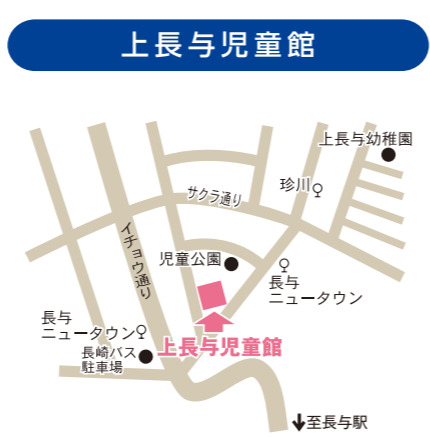 上長与児童館
上長与幼稚園
珍川
サクラ通り
イチョウ通り
児童公園
長与
ニュータウン
長与
ニュータウン
長崎バス
駐車場
上長与児童館
至長与駅